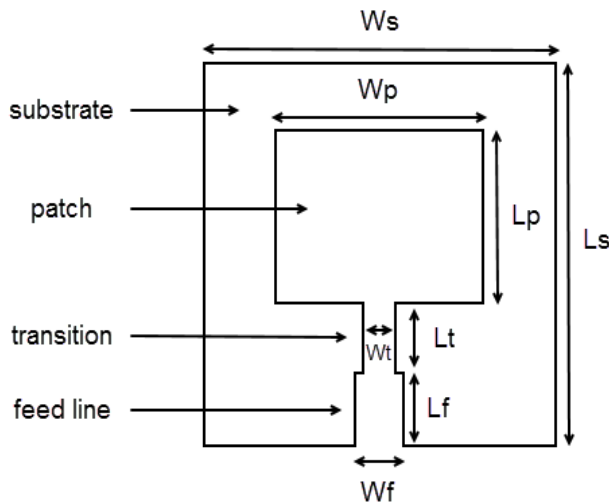 Ws
Wp
substrate
patch
Lp
Ls
transition
Wt
Lt
feed line
Lf
Wf